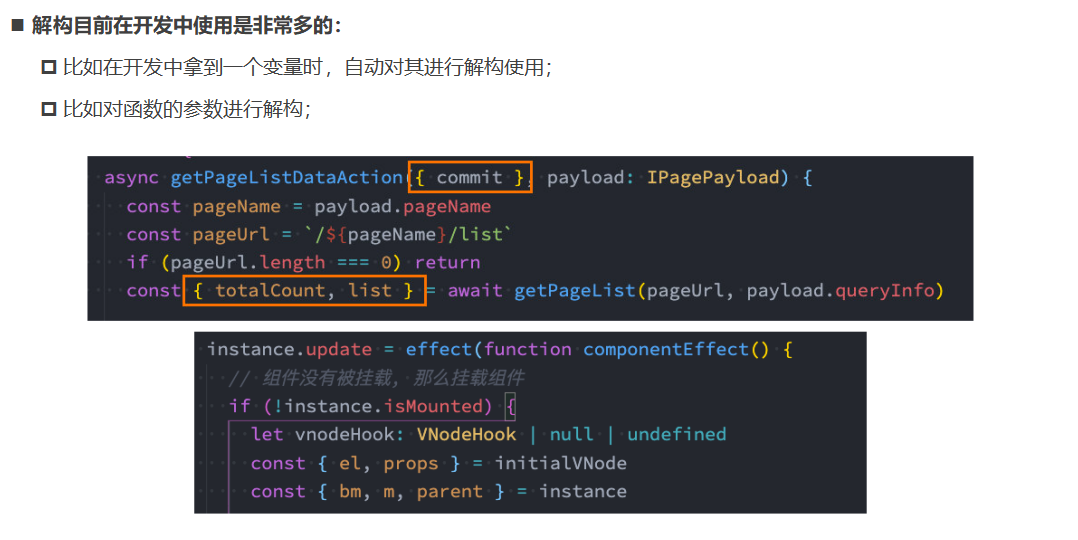 解构目前在开发中使用是非常多的：
比如在开发中拿到一个变量时，自动对其进行解构使用；
比如对函数的参数进行解构；
async getPageListDataAction({ commit }, payload: IPagePayload) {
const pageName = payload.pageName
const pageUrl = `/${pageName}/list`
if (pageUrl.length === 0) return
const { totalCount, list } = await getPageList(pageUrl, payload.queryInfo)
instance.update = effect(function componentEffect() {
// 组件没有被挂载，那么挂载组件
if (!instance.isMounted) {
let vnodeHook: VNodeHook | null | undefined
const { el, props } = initialVNode
const { bm, m, parent } = instance